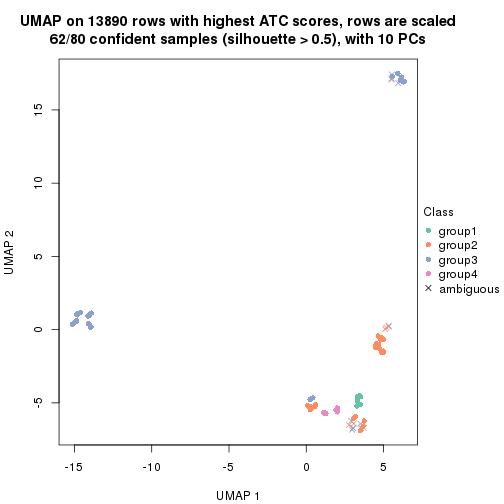 UMAP on 13890 rows with highest ATC scores, rows are scaled
62/80 confident samples (silhouette > 0.5), with 10 PCs
15
10
5
0
-5
UMAP 2
-15
-10
-5
0
5
UMAP 1
Class
group1
group2
group3
group4
ambiguous